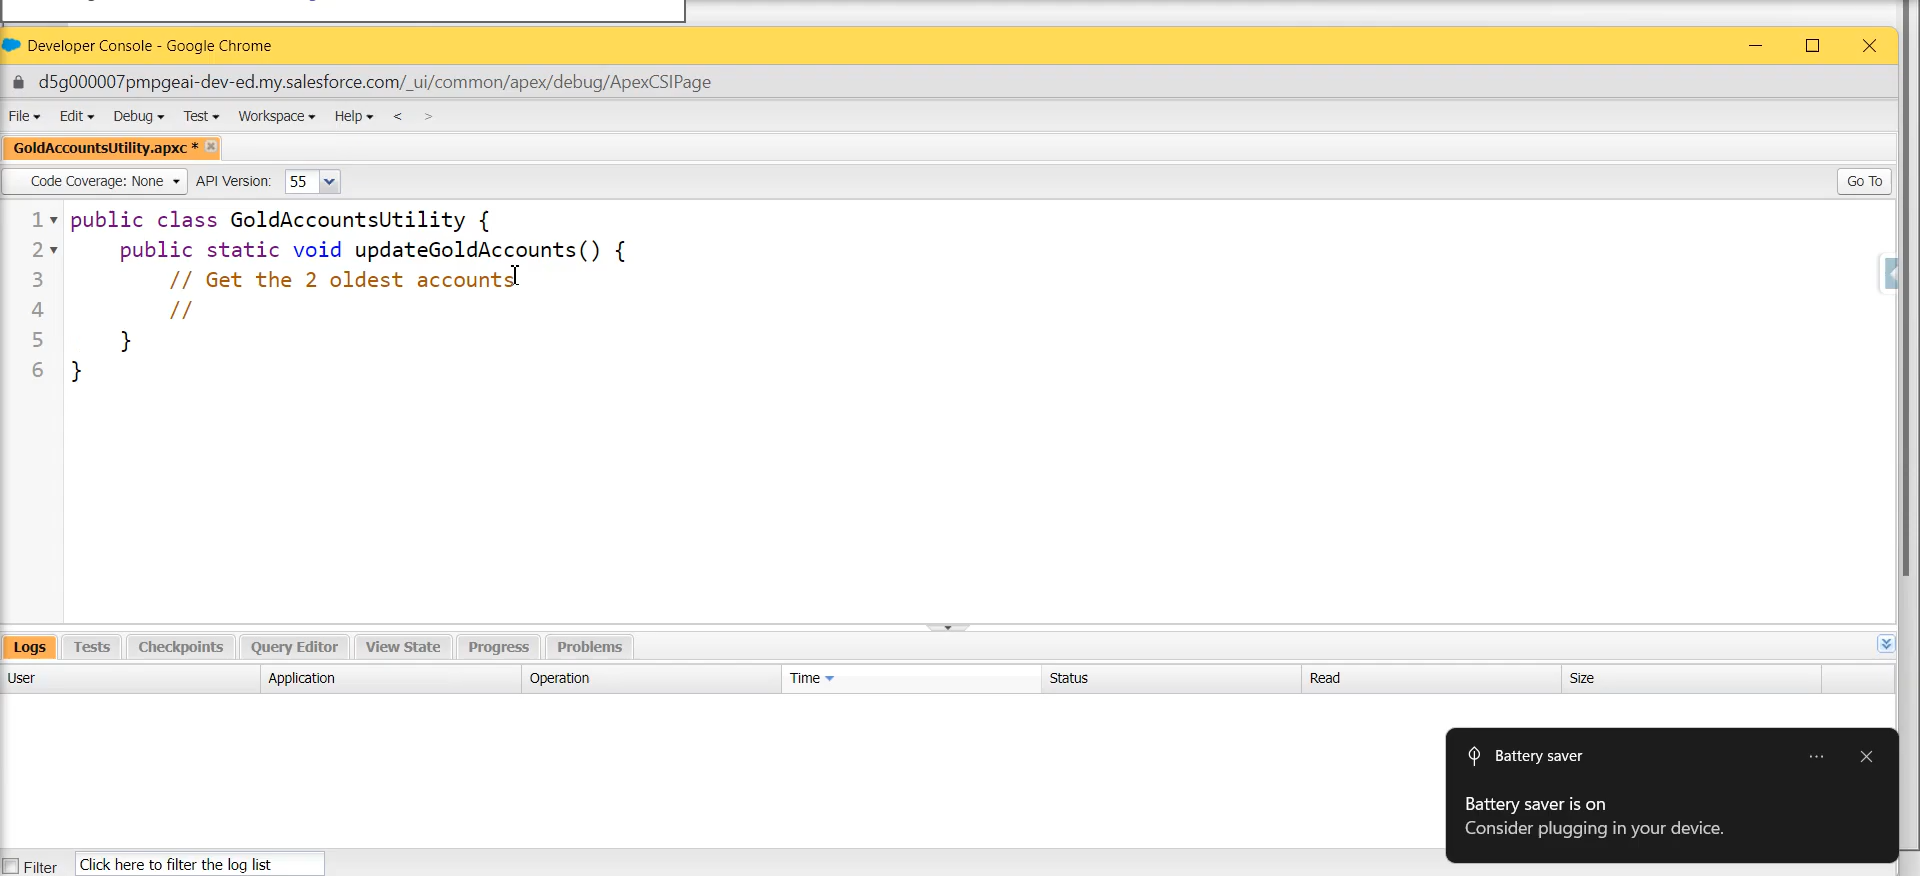 Developer Console - Google Chrome
d5g000007pmpgeai-dev-ed.my.salesforce.com/_ui/common/apex/debug/ApexCSIPage
File Edit Debug Test Workspace Help < >
GoldAccountsUtility.apxc *
Code Coverage: None API Version: 55 Go To
1 public class GoldAccountsUtility {
2 public static void updateGoldAccounts() {
3 // Get the 2 oldest accounts
4 //
5 }
6 }
Logs Tests Checkpoints Query Editor View State Progress Problems
User Application Operation Time Status Read Size
Battery saver
Battery saver is on
Consider plugging in your device.
Filter Click here to filter the log list